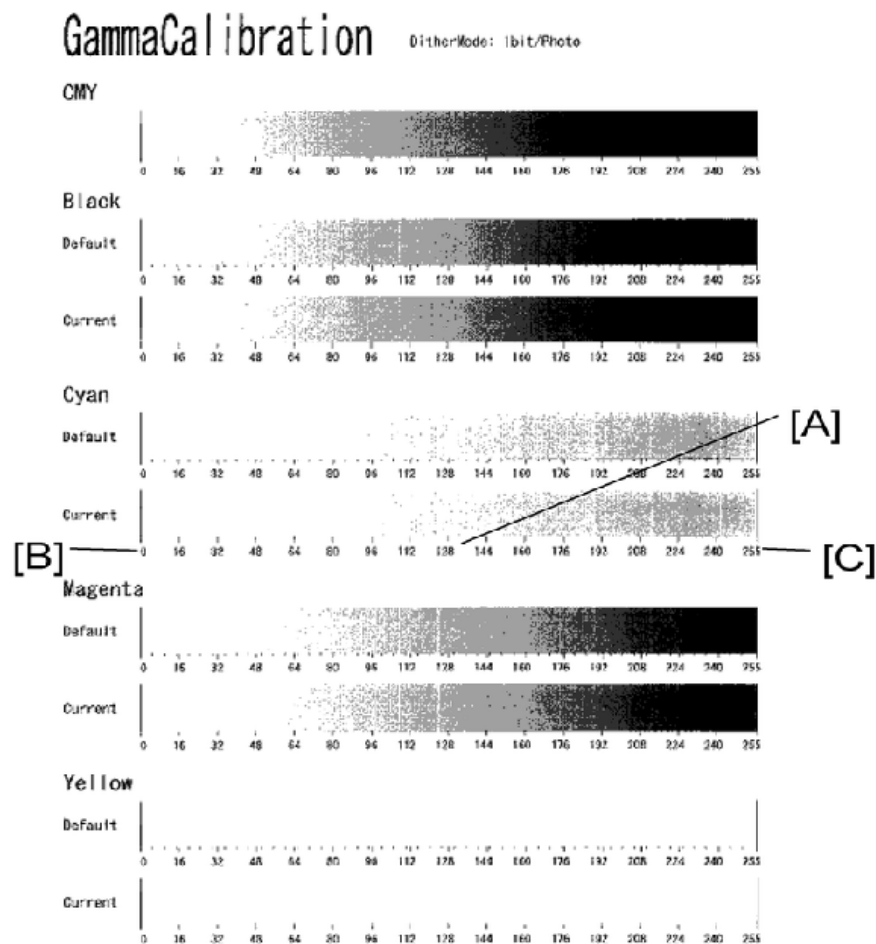 GammaCalibration DitherMode: 1bit/Photo
CMY
0 16 32 48 64 80 96 112 128 144 160 176 192 208 224 240 255
Black
Default
0 16 32 48 64 80 96 112 128 144 160 176 192 208 224 240 255
Current
0 16 32 48 64 80 96 112 128 144 160 176 192 208 224 240 255
Cyan
Default
[A]
0 16 32 48 64 80 96 112 128 144 160 176 192 208 224 240 255
Current
[B] 0 16 32 48 64 80 96 112 128 144 160 176 192 208 224 240 255 [C]
Magenta
Default
0 16 32 48 64 80 96 112 128 144 160 176 192 208 224 240 255
Current
0 16 32 48 64 80 96 112 128 144 160 176 192 208 224 240 255
Yellow
Default
0 16 32 48 64 80 96 112 128 144 160 176 192 208 224 240 255
Current
0 16 32 48 64 80 96 112 128 144 160 176 192 208 224 240 255